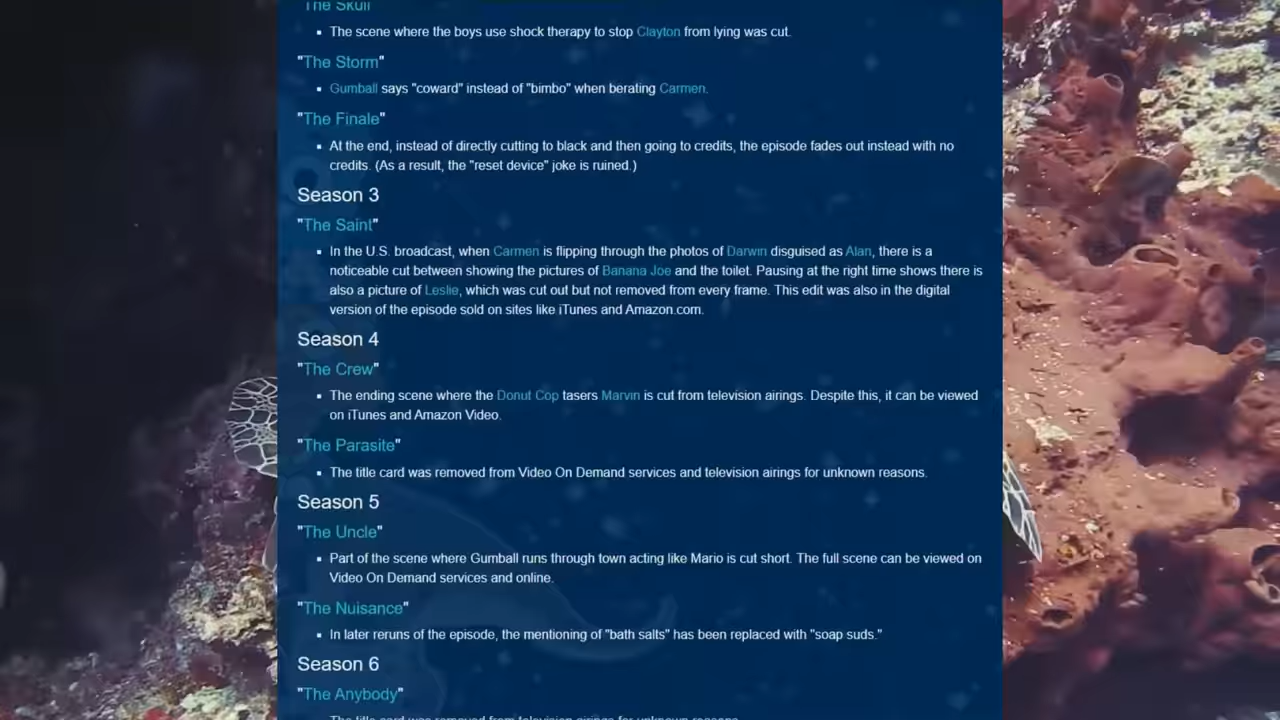 "The Skull"
▪ The scene where the boys use shock therapy to stop Clayton from lying was cut.
"The Storm"
▪ Gumball says "coward" instead of "bimbo" when berating Carmen.
"The Finale"
▪ At the end, instead of directly cutting to black and then going to credits, the episode fades out instead with no
credits. (As a result, the "reset device" joke is ruined.)
Season 3
"The Saint"
▪ In the U.S. broadcast, when Carmen is flipping through the photos of Darwin disguised as Alan, there is a
noticeable cut between showing the pictures of Banana Joe and the toilet. Pausing at the right time shows there is
also a picture of Leslie, which was cut out but not removed from every frame. This edit was also in the digital
version of the episode sold on sites like iTunes and Amazon.com.
Season 4
"The Crew"
▪ The ending scene where the Donut Cop tasers Marvin is cut from television airings. Despite this, it can be viewed
on iTunes and Amazon Video.
"The Parasite"
▪ The title card was removed from Video On Demand services and television airings for unknown reasons.
Season 5
"The Uncle"
▪ Part of the scene where Gumball runs through town acting like Mario is cut short. The full scene can be viewed on
Video On Demand services and online.
"The Nuisance"
▪ In later reruns of the episode, the mentioning of "bath salts" has been replaced with "soap suds."
Season 6
"The Anybody"
The title card was removed from television airings for unknown reasons.